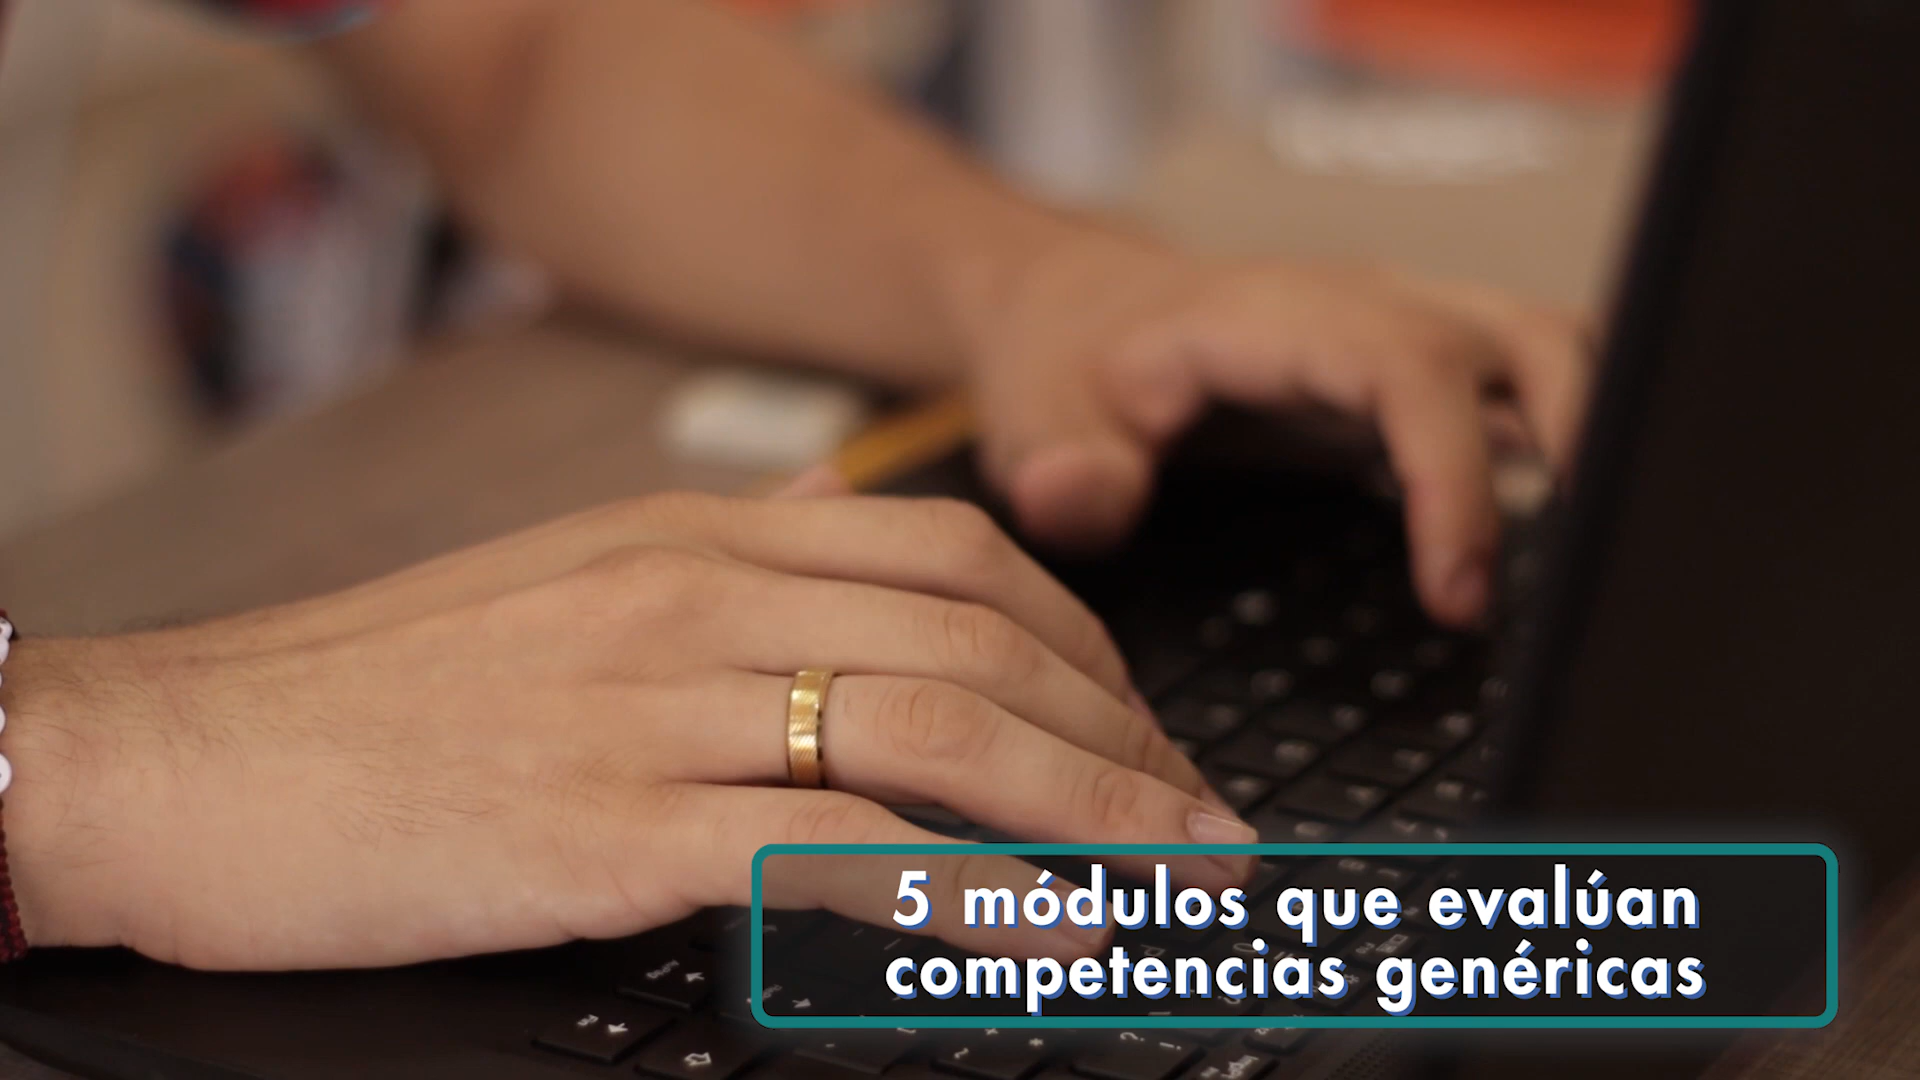 5 módulos que evalúan
competencias genéricas